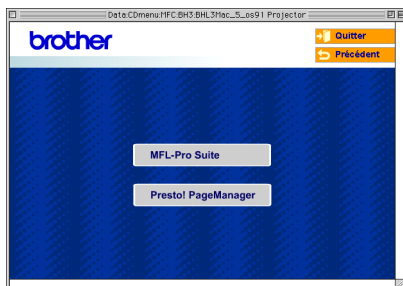 Data:CDmenu:MFC:BH3:BHL3Mac_5_os91 Projector
brother
Quitter
Précédent
MFL-Pro Suite
Presto! PageManager